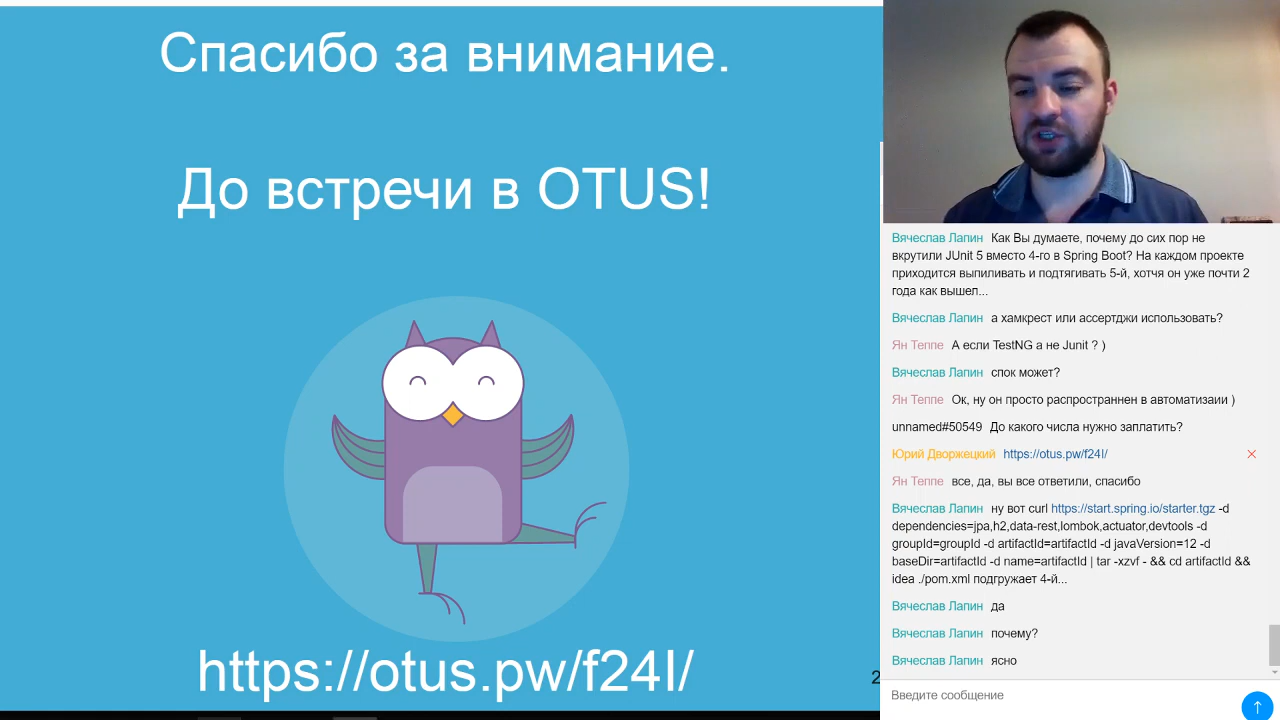 Спасибо за внимание.
До встречи в OTUS!
https://otus.pw/f24I/
2
Вячеслав Лапин Как Вы думаете, почему до сих пор не
вкрутили JUnit 5 вместо 4-го в Spring Boot? На каждом проекте
приходится выпиливать и подтягивать 5-й, хотчя он уже почти 2
года как вышел...
Вячеслав Лапин а хамкрест или ассертджи использовать?
Ян Теппе А если TestNG а не Junit ? )
Вячеслав Лапин спок может?
Ян Теппе Ок, ну он просто распространнен в автоматизаии )
unnamed#50549 До какого числа нужно заплатить?
Юрий Дворжецкий https://otus.pw/f24I/
Ян Теппе все, да, вы все ответили, спасибо
Вячеслав Лапин ну вот curl https://start.spring.io/starter.tgz -d
dependencies=jpa,h2,data-rest,lombok,actuator,devtools -d
groupId=groupId -d artifactId=artifactId -d javaVersion=12 -d
baseDir=artifactId -d name=artifactId | tar -xzvf - && cd artifactId &&
idea ./pom.xml подгружает 4-й...
Вячеслав Лапин да
Вячеслав Лапин почему?
Вячеслав Лапин ясно
Введите сообщение